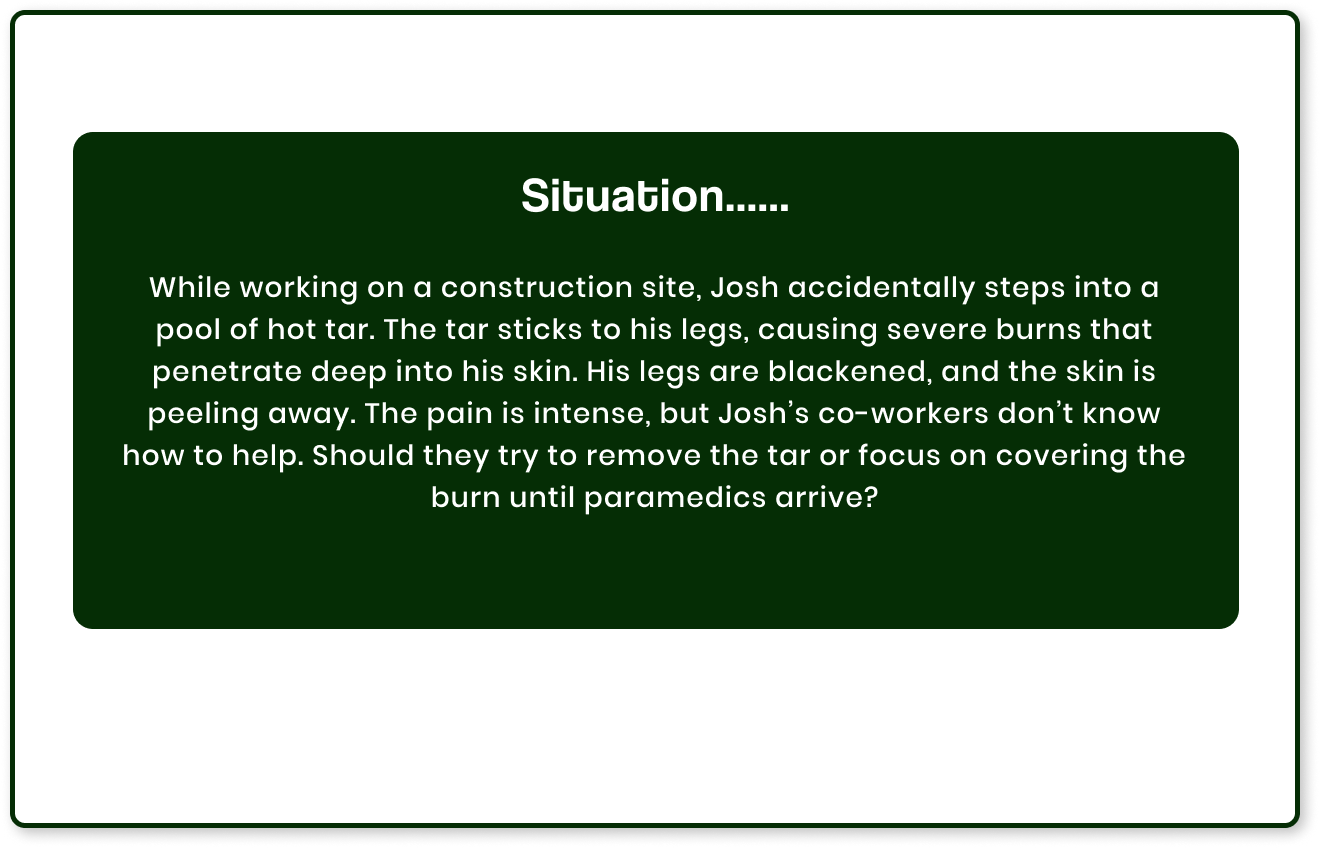 Situation......
While working on a construction site, Josh accidentally steps into a
pool of hot tar. The tar sticks to his legs, causing severe burns that
penetrate deep into his skin. His legs are blackened, and the skin is
peeling away. The pain is intense, but Josh’s co-workers don’t know
how to help. Should they try to remove the tar or focus on covering the
burn until paramedics arrive?